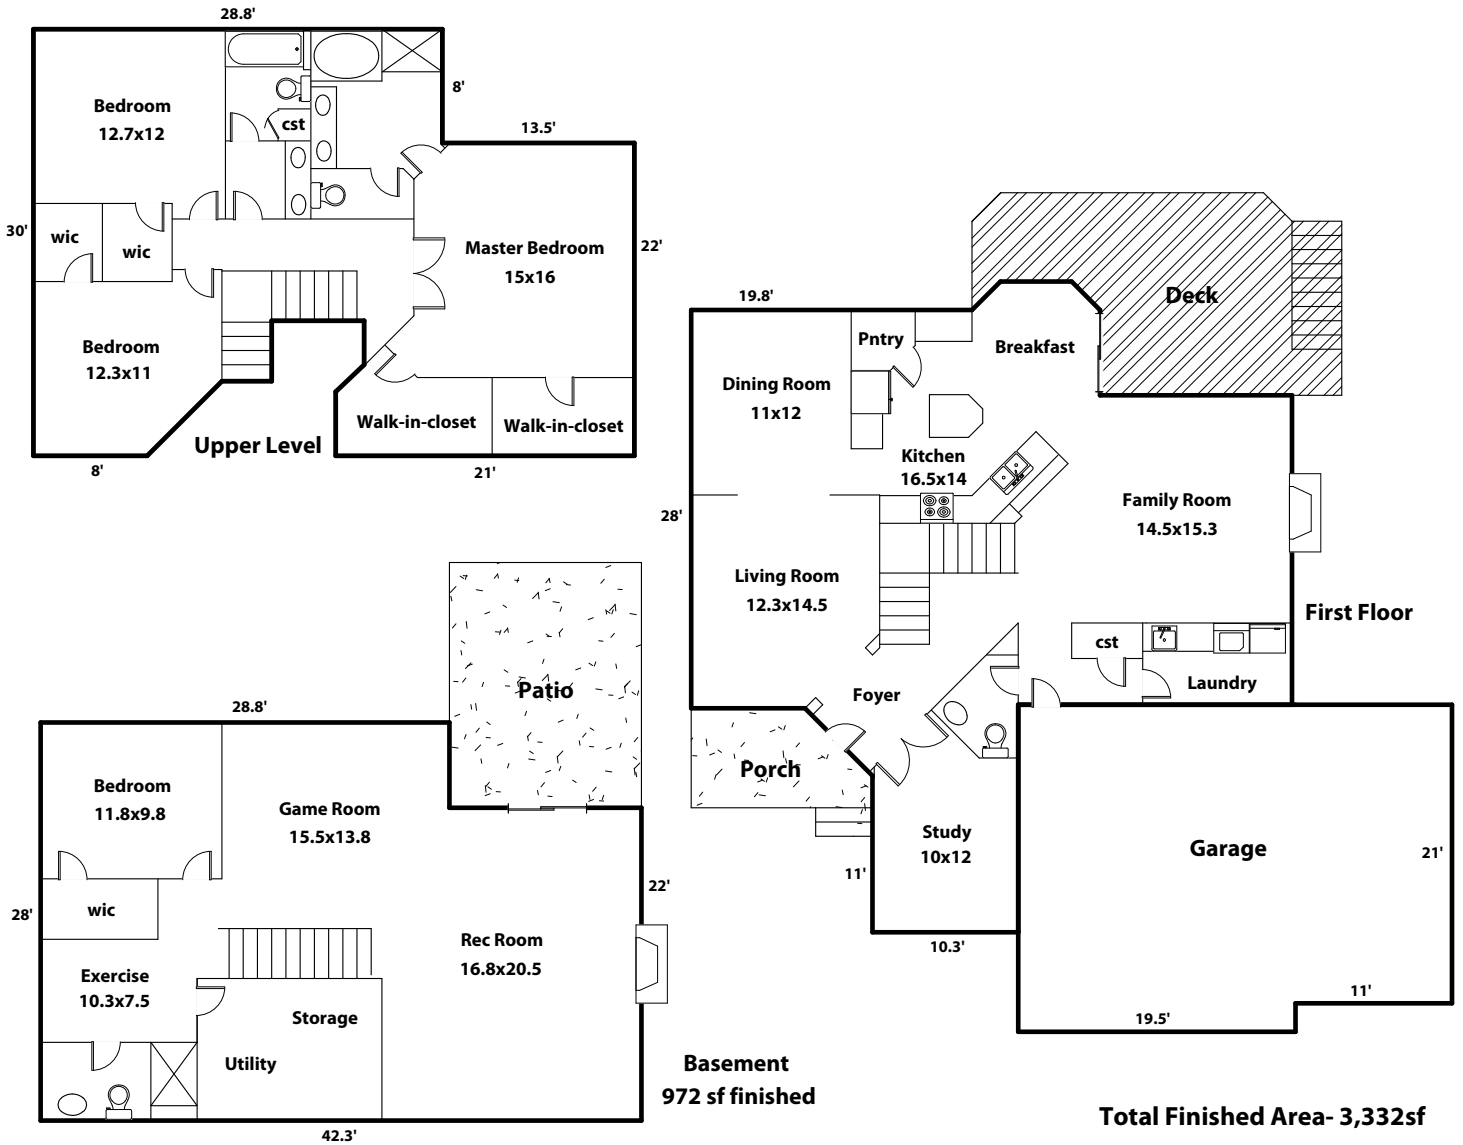 28.8'
8'
13.5'
Bedroom
12.7x12
cst
30'
wic
wic
Master Bedroom
15x16
22'
Bedroom
12.3x11
Walk-in-closet
Walk-in-closet
Upper Level
8'
21'
Deck
19.8'
Pntry
Breakfast
Dining Room
11x12
Kitchen
16.5x14
Family Room
14.5x15.3
28'
Living Room
12.3x14.5
First Floor
cst
Laundry
Foyer
Porch
Study
10x12
Garage
21'
11'
10.3'
11'
19.5'
Patio
28.8'
Bedroom
11.8x9.8
Game Room
15.5x13.8
22'
28'
wic
Rec Room
16.8x20.5
Exercise
10.3x7.5
Storage
Utility
42.3'
Basement
972 sf finished
Total Finished Area- 3,332sf